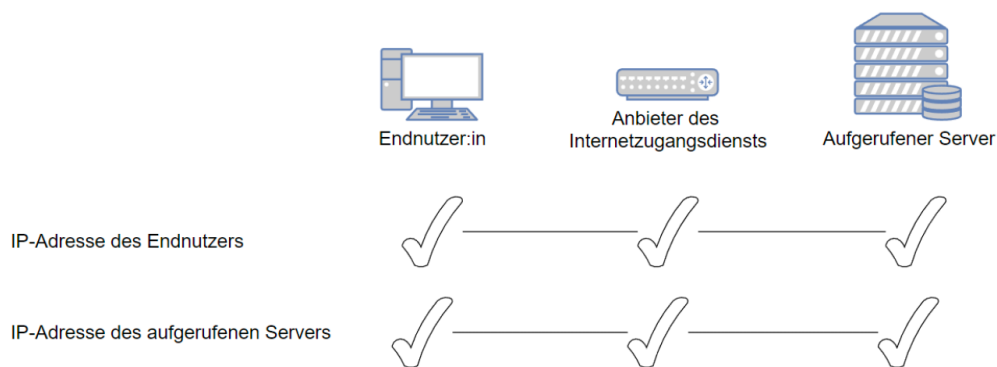 Endnutzer:in
Anbieter des
Internetzugangsdiensts
Aufgerufener Server
IP-Adresse des Endnutzers
IP-Adresse des aufgerufenen Servers